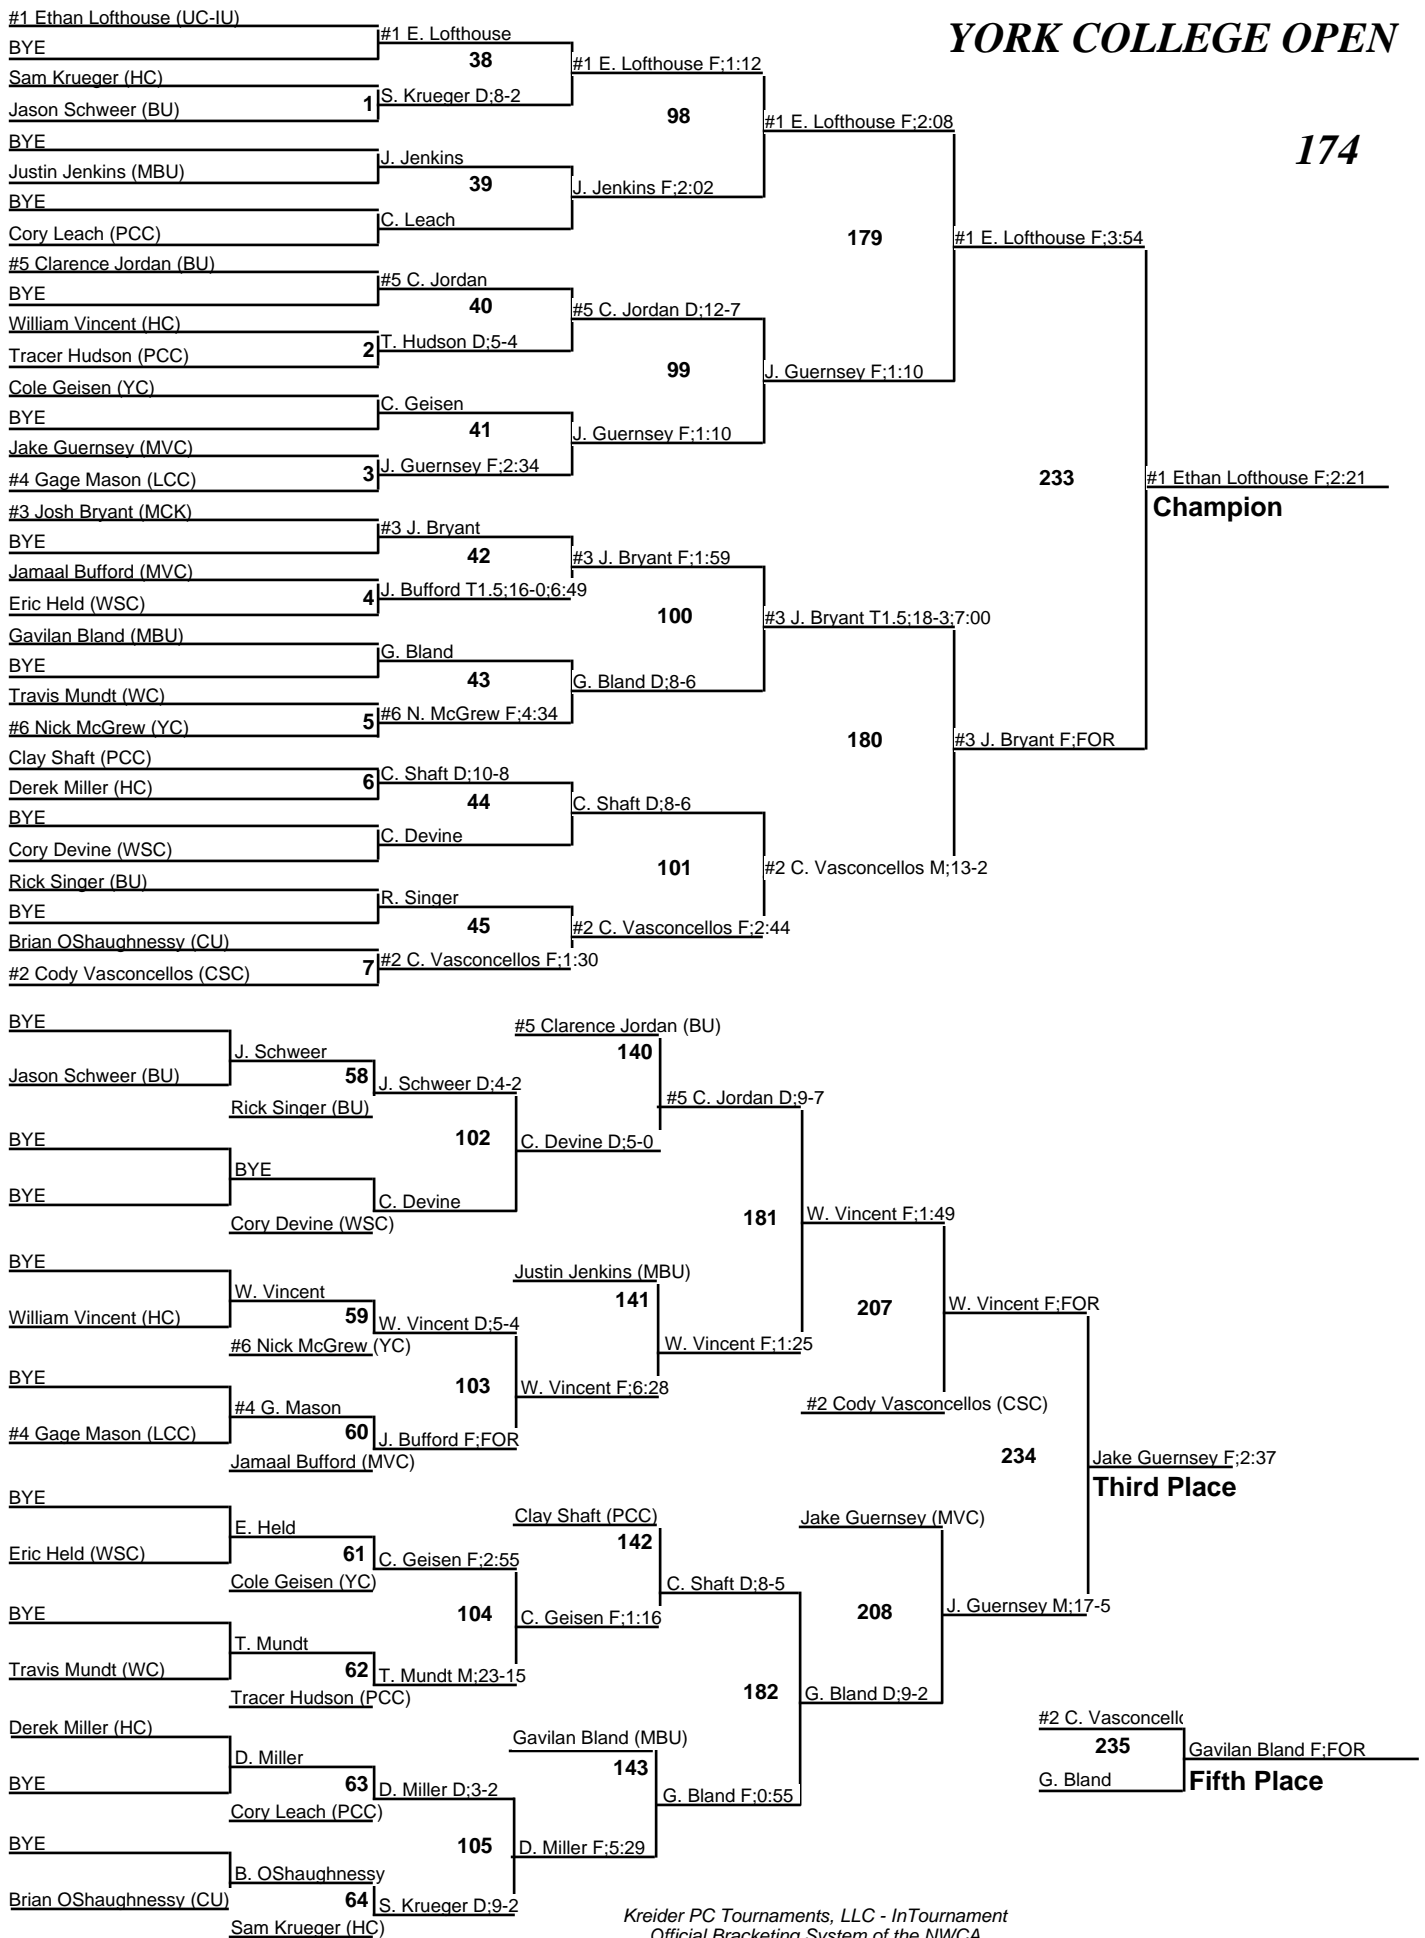 YORK COLLEGE OPEN
174
#1 Ethan Lofthouse (UC-IU)
BYE
Sam Krueger (HC)
Jason Schweer (BU)
BYE
Justin Jenkins (MBU)
BYE
Cory Leach (PCC)
#5 Clarence Jordan (BU)
BYE
William Vincent (HC)
Tracer Hudson (PCC)
Cole Geisen (YC)
BYE
Jake Guernsey (MVC)
#4 Gage Mason (LCC)
#3 Josh Bryant (MCK)
BYE
Jamaal Bufford (MVC)
Eric Held (WSC)
Gavilan Bland (MBU)
BYE
Travis Mundt (WC)
#6 Nick McGrew (YC)
Clay Shaft (PCC)
Derek Miller (HC)
BYE
Cory Devine (WSC)
Rick Singer (BU)
BYE
Brian OShaughnessy (CU)
#2 Cody Vasconcellos (CSC)
1
2
3
4
5
6
7
#1 E. Lofthouse
38
S. Krueger D;8-2
J. Jenkins
39
C. Leach
#5 C. Jordan
40
T. Hudson D;5-4
C. Geisen
41
J. Guernsey F;2:34
#3 J. Bryant
42
J. Bufford T1.5;16-0;6:49
G. Bland
43
#6 N. McGrew F;4:34
C. Shaft D;10-8
44
C. Devine
R. Singer
45
#2 C. Vasconcellos F;1:30
#1 E. Lofthouse F;1:12
98
J. Jenkins F;2:02
#5 C. Jordan D;12-7
99
J. Guernsey F;1:10
#3 J. Bryant F;1:59
100
G. Bland D;8-6
C. Shaft D;8-6
101
#2 C. Vasconcellos F;2:44
#1 E. Lofthouse F;2:08
179
J. Guernsey F;1:10
#3 J. Bryant T1.5;18-3;7:00
180
#2 C. Vasconcellos M;13-2
#1 E. Lofthouse F;3:54
233
#3 J. Bryant F;FOR
#1 Ethan Lofthouse F;2:21
Champion
BYE
Jason Schweer (BU)
BYE
BYE
BYE
William Vincent (HC)
BYE
#4 Gage Mason (LCC)
BYE
Eric Held (WSC)
BYE
Travis Mundt (WC)
Derek Miller (HC)
BYE
BYE
Brian OShaughnessy (CU)
J. Schweer
58
Rick Singer (BU)
BYE
Cory Devine (WSC)
W. Vincent
59
#6 Nick McGrew (YC)
#4 G. Mason
60
Jamaal Bufford (MVC)
E. Held
61
Cole Geisen (YC)
T. Mundt
62
Tracer Hudson (PCC)
D. Miller
63
Cory Leach (PCC)
B. OShaughnessy
64
Sam Krueger (HC)
J. Schweer D;4-2
102
C. Devine
W. Vincent D;5-4
103
J. Bufford F;FOR
C. Geisen F;2:55
104
T. Mundt M;23-15
D. Miller D;3-2
105
S. Krueger D;9-2
#5 Clarence Jordan (BU)
140
C. Devine D;5-0
Justin Jenkins (MBU)
141
W. Vincent F;6:28
Clay Shaft (PCC)
142
C. Geisen F;1:16
Gavilan Bland (MBU)
143
D. Miller F;5:29
#5 C. Jordan D;9-7
181
W. Vincent F;1:25
C. Shaft D;8-5
182
G. Bland F;0:55
W. Vincent F;1:49
207
#2 Cody Vasconcellos (CSC)
Jake Guernsey (MVC)
208
G. Bland D;9-2
W. Vincent F;FOR
234
J. Guernsey M;17-5
Jake Guernsey F;2:37
Third Place
#2 C. Vasconcell
235
G. Bland
Gavilan Bland F;FOR
Fifth Place
Kreider PC Tournaments, LLC - InTournament
Official Bracketing System of the NWCA